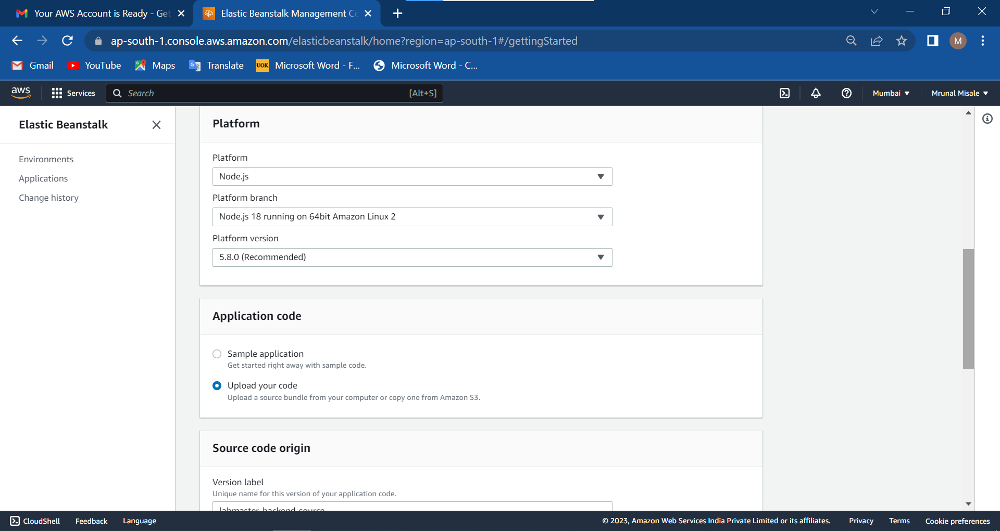 Your AWS Account is Ready - Get
Elastic Beanstalk Management Co
ap-south-1.console.aws.amazon.com/elasticbeanstalk/home?region=ap-south-1#/gettingStarted
M
Gmail
YouTube
Maps
Translate
UOK
Microsoft Word - F...
Microsoft Word - C...
aws
Services
Search
[Alt+S]
Mumbai
Mrunal Misale
Elastic Beanstalk
Environments
Applications
Change history
Platform
Platform
Node.js
Platform branch
Node.js 18 running on 64bit Amazon Linux 2
Platform version
5.8.0 (Recommended)
Application code
Sample application
Get started right away with sample code.
Upload your code
Upload a source bundle from your computer or copy one from Amazon S3.
Source code origin
Version label
Unique name for this version of your application code.
labmaster-backend-source
CloudShell
Feedback
Language
© 2023, Amazon Web Services India Private Limited or its affiliates.
Privacy
Terms
Cookie preferences